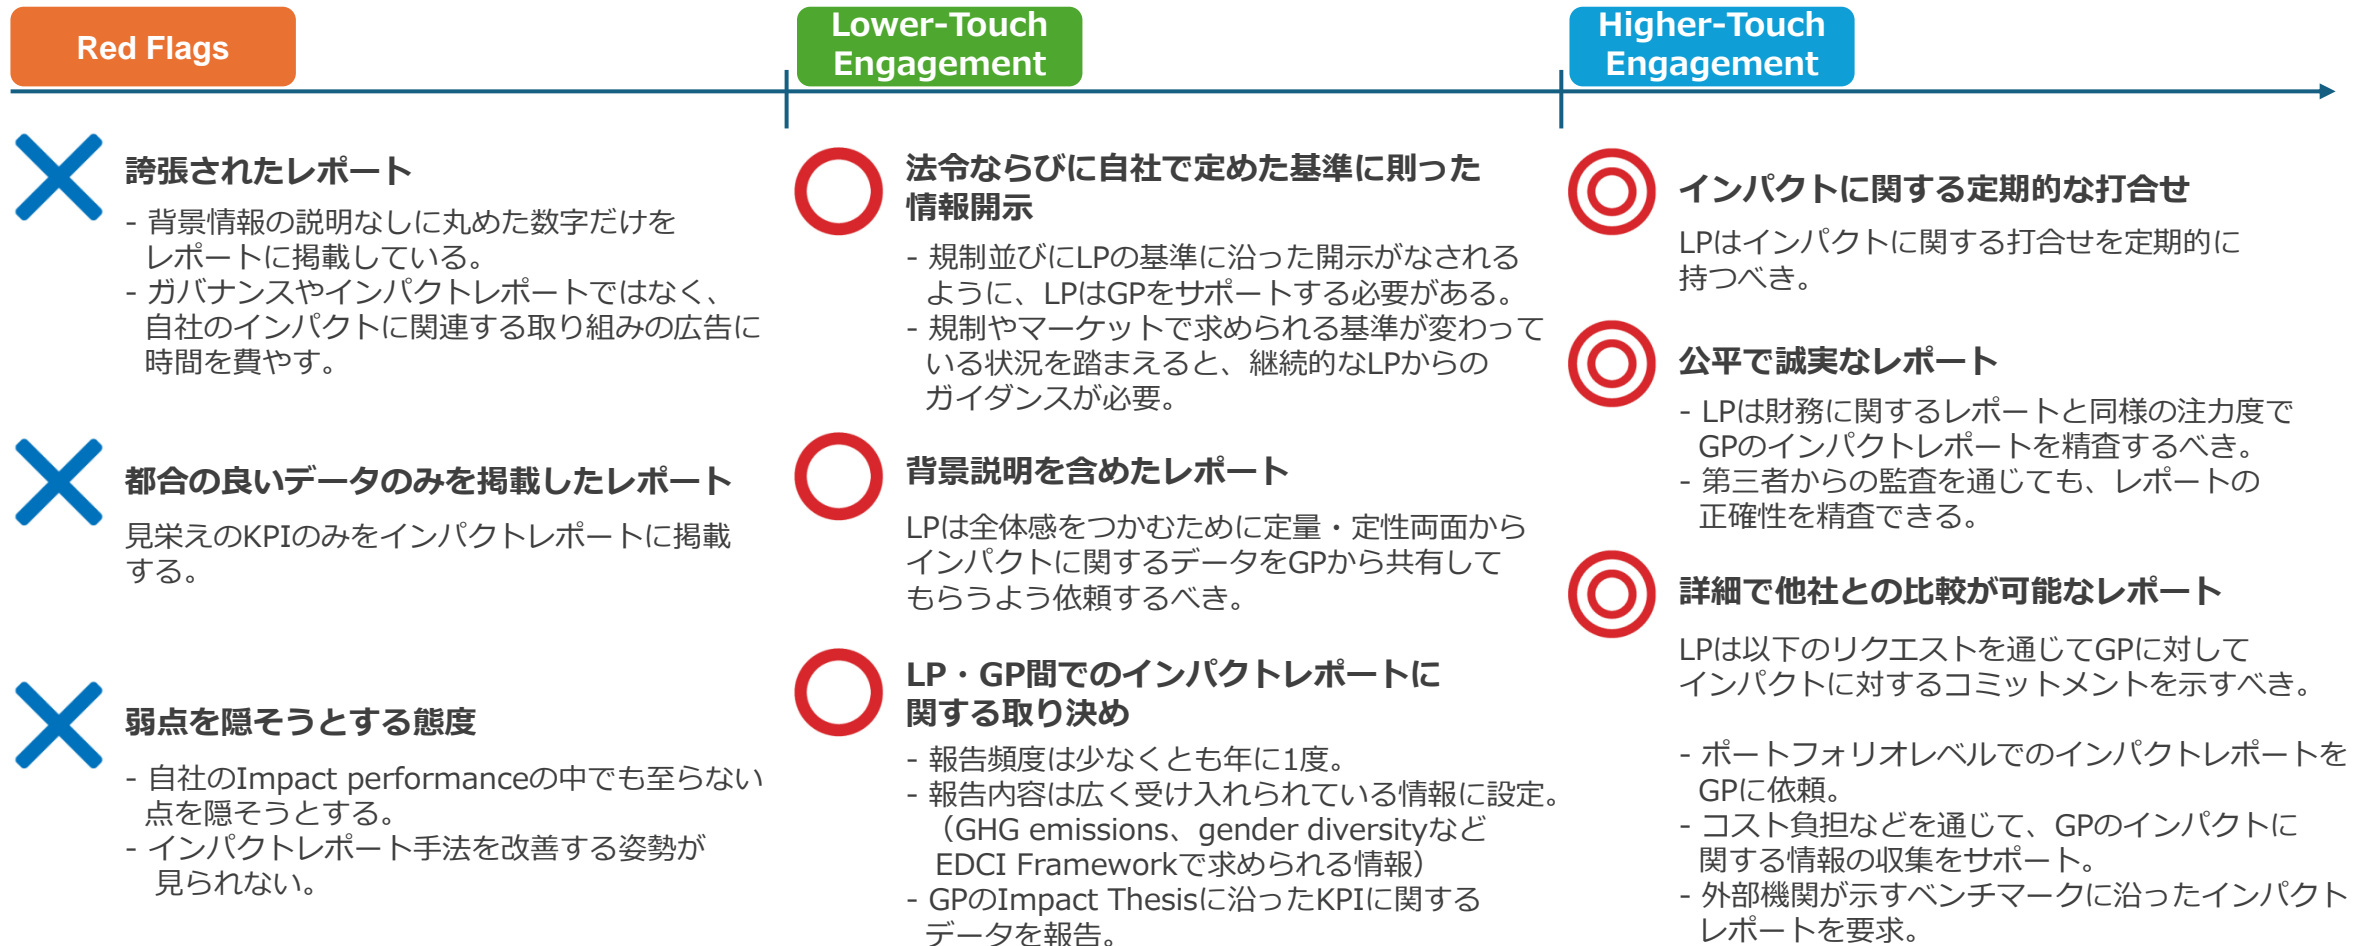 Red Flags
誇張されたレポート
- 背景情報の説明なしに丸めた数字だけを
レポートに掲載している。
- ガバナンスやインパクトレポートではなく、
自社のインパクトに関連する取り組みの広告に
時間を費やす。
都合の良いデータのみを掲載したレポート
見栄えのKPIのみをインパクトレポートに掲載
する。
弱点を隠そうとする態度
- 自社のImpact performanceの中でも至らない
点を隠そうとする。
- インパクトレポート手法を改善する姿勢が
見られない。
Lower-Touch
Engagement
法令ならびに自社で定めた基準に則った
情報開示
- 規制並びにLPの基準に沿った開示がなされる
ように、LPはGPをサポートする必要がある。
- 規制やマーケットで求められる基準が変わって
いる状況を踏まえると、継続的なLPからの
ガイダンスが必要。
背景説明を含めたレポート
LPは全体感をつかむために定量・定性両面から
インパクトに関するデータをGPから共有して
もらうよう依頼するべき。
LP・GP間でのインパクトレポートに
関する取り決め
- 報告頻度は少なくとも年に1度。
- 報告内容は広く受け入れられている情報に設定。
（GHG emissions、gender diversityなど
EDCI Frameworkで求められる情報）
- GPのImpact Thesisに沿ったKPIに関する
データを報告。
Higher-Touch
Engagement
インパクトに関する定期的な打合せ
LPはインパクトに関する打合せを定期的に
持つべき。
公平で誠実なレポート
- LPは財務に関するレポートと同様の注力度で
GPのインパクトレポートを精査するべき。
- 第三者からの監査を通じても、レポートの
正確性を精査できる。
詳細で他社との比較が可能なレポート
LPは以下のリクエストを通じてGPに対して
インパクトに対するコミットメントを示すべき。
- ポートフォリオレベルでのインパクトレポートを
GPに依頼。
- コスト負担などを通じて、GPのインパクトに
関する情報の収集をサポート。
- 外部機関が示すベンチマークに沿ったインパクト
レポートを要求。